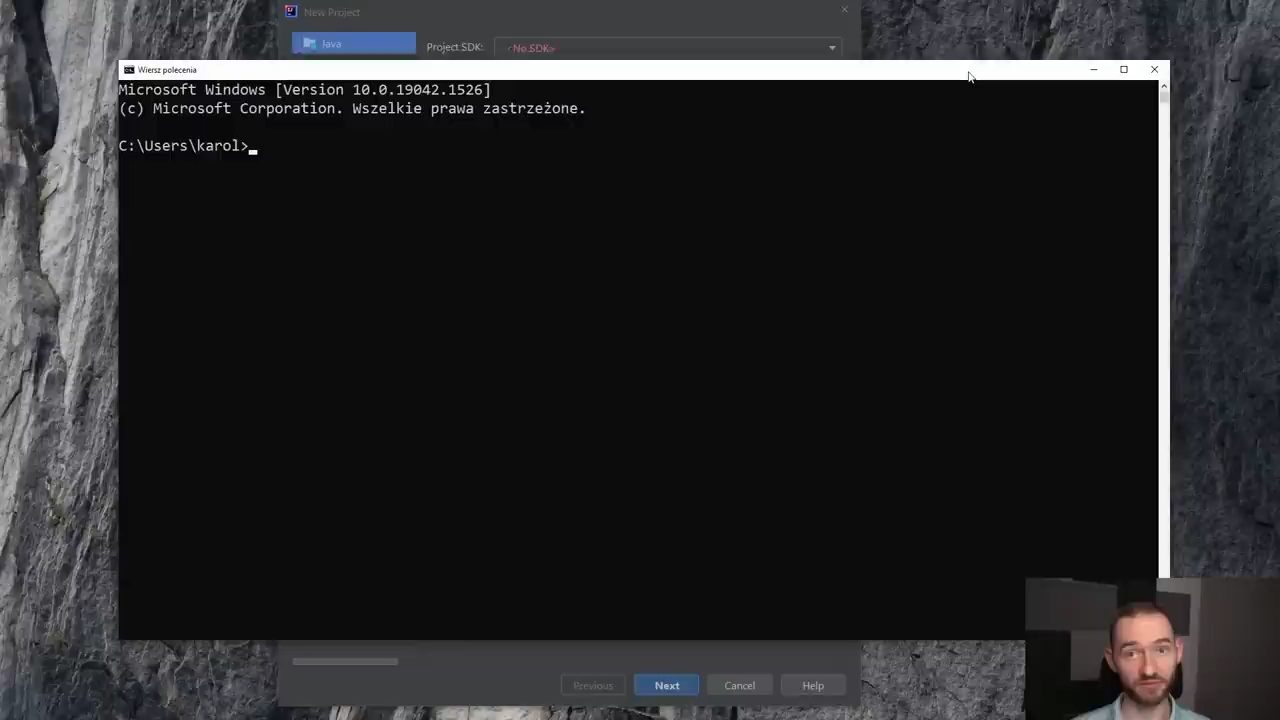 New Project
Java
Project SDK:
<No SDK>
Wiersz polecenia
Microsoft Windows [Version 10.0.19042.1526]
(c) Microsoft Corporation. Wszelkie prawa zastrzeżone.
C:\Users\karol>
Previous
Next
Cancel
Help